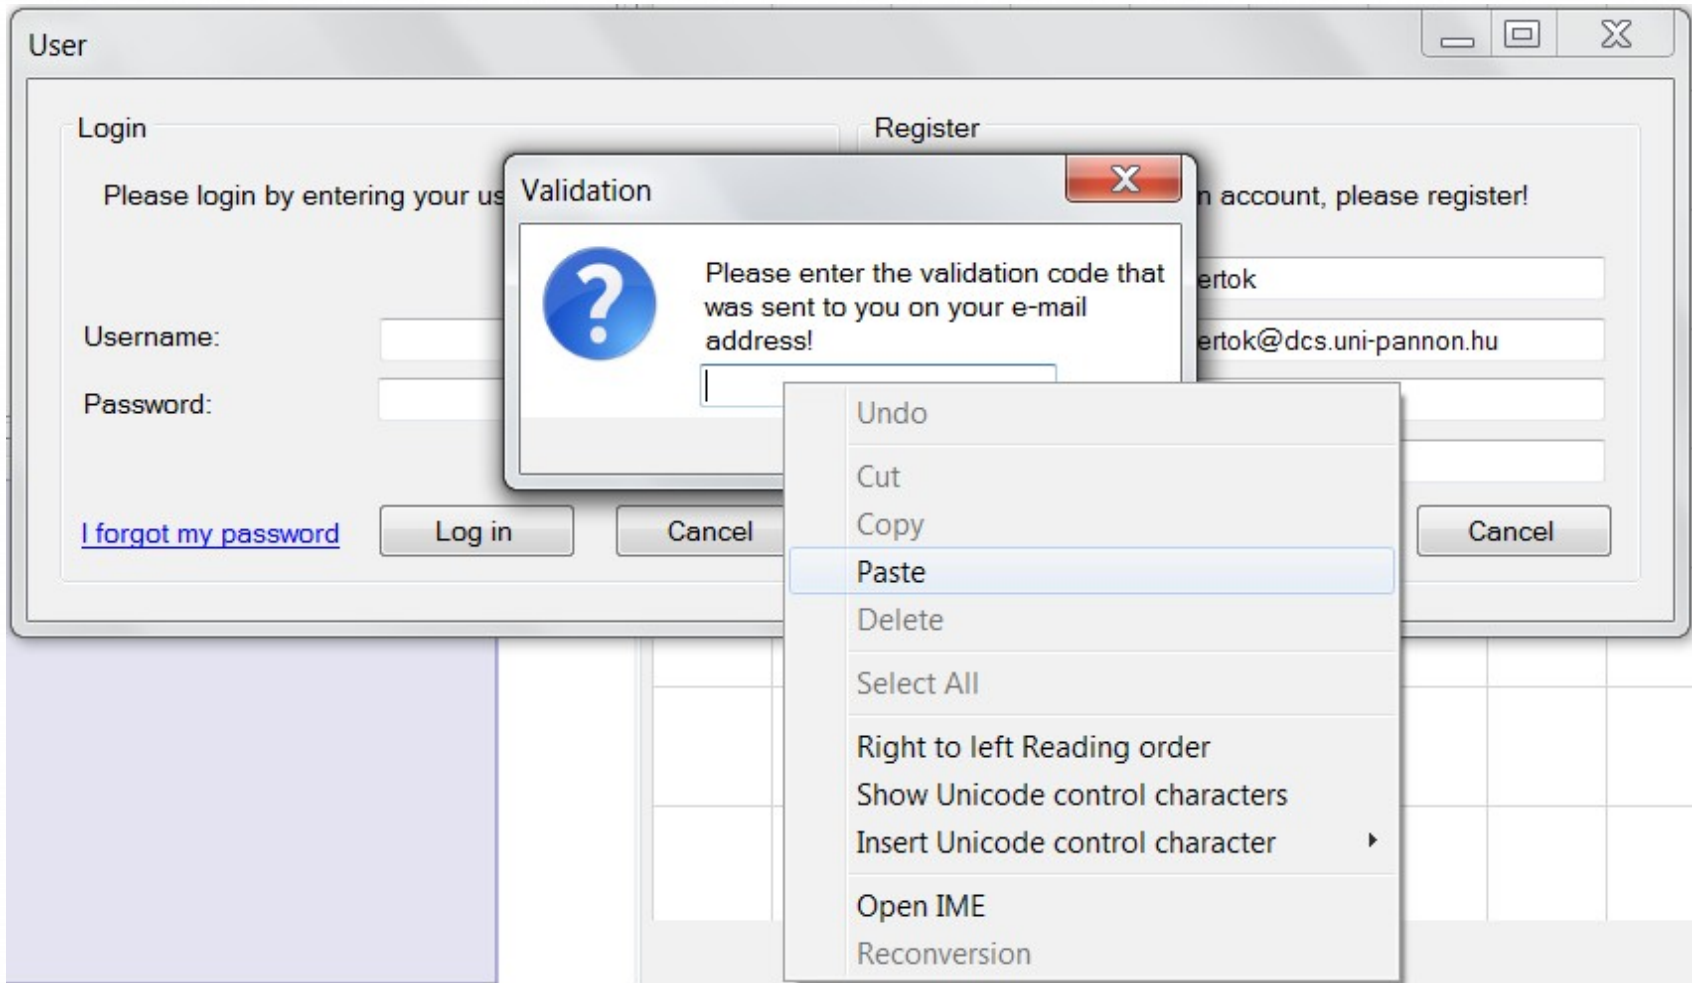 User
Login
Register
Please login by entering your us
n account, please register!
Validation
Please enter the validation code that
was sent to you on your e-mail
address!
ertok
Username:
ertok@dcs.uni-pannon.hu
Password:
I forgot my password
Log in
Cancel
Cancel
Undo
Cut
Copy
Paste
Delete
Select All
Right to left Reading order
Show Unicode control characters
Insert Unicode control character
Open IME
Reconversion